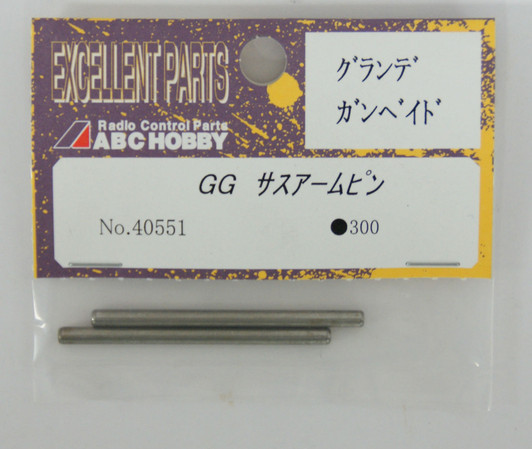 EXCELLENT PARTS
グランデ
ガンベイド
Radio Control Parts
ABC HOBBY
GG サスアームピン
No.40551 ●300